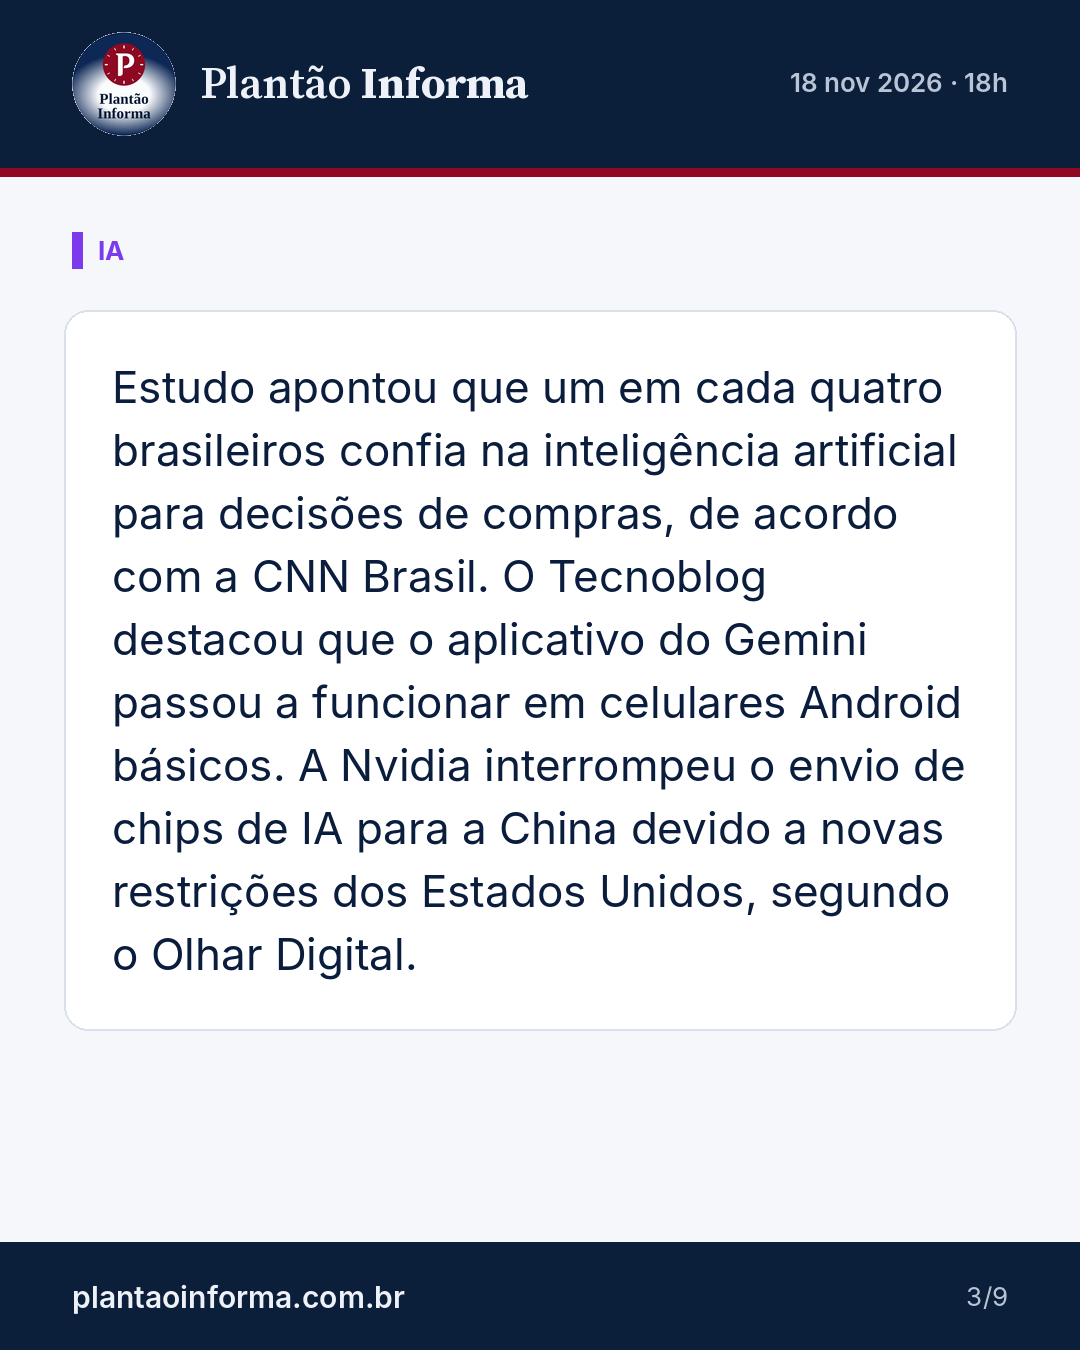 P
Plantão
Informa
Plantão Informa
18 nov 2026 · 18h
IA
Estudo apontou que um em cada quatro
brasileiros confia na inteligência artificial
para decisões de compras, de acordo
com a CNN Brasil. O Tecnoblog
destacou que o aplicativo do Gemini
passou a funcionar em celulares Android
básicos. A Nvidia interrompeu o envio de
chips de IA para a China devido a novas
restrições dos Estados Unidos, segundo
o Olhar Digital.
plantaoinforma.com.br
3/9